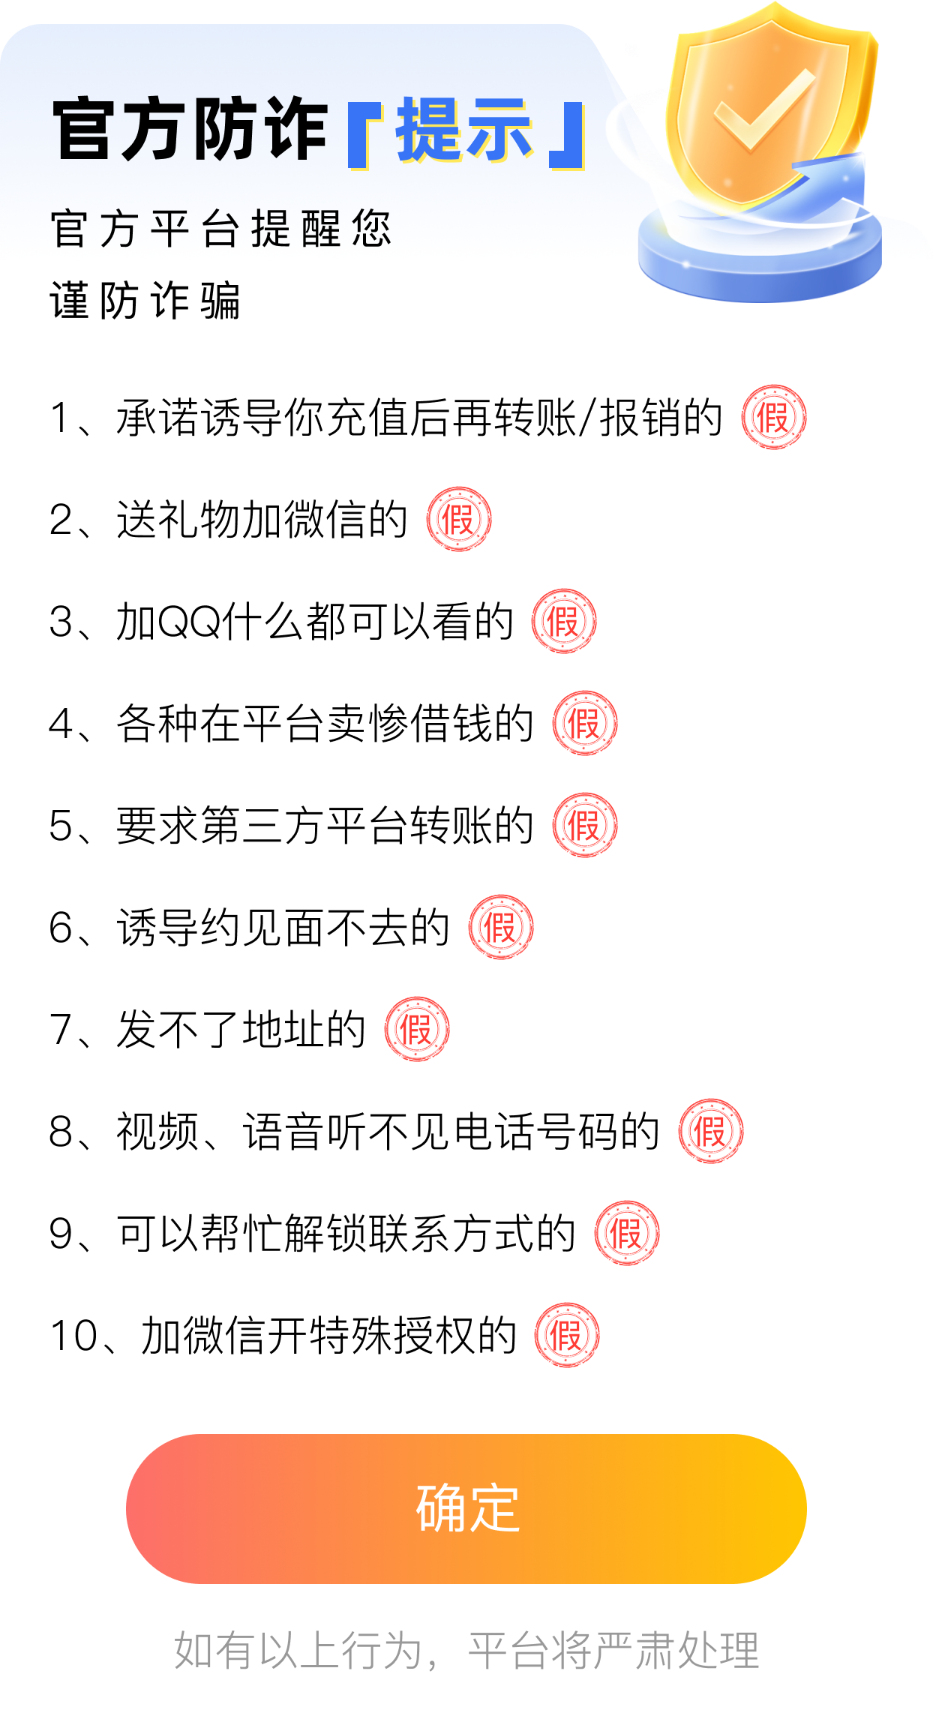 官方防诈「提示」
官方平台提醒您
谨防诈骗
1、承诺诱导你充值后再转账/报销的 假
2、送礼物加微信的 假
3、加QQ什么都可以看的 假
4、各种在平台卖惨借钱的 假
5、要求第三方平台转账的 假
6、诱导约见面不去的 假
7、发不了地址的 假
8、视频、语音听不见电话号码的 假
9、可以帮忙解锁联系方式的 假
10、加微信开特殊授权的 假
确定
如有以上行为，平台将严肃处理